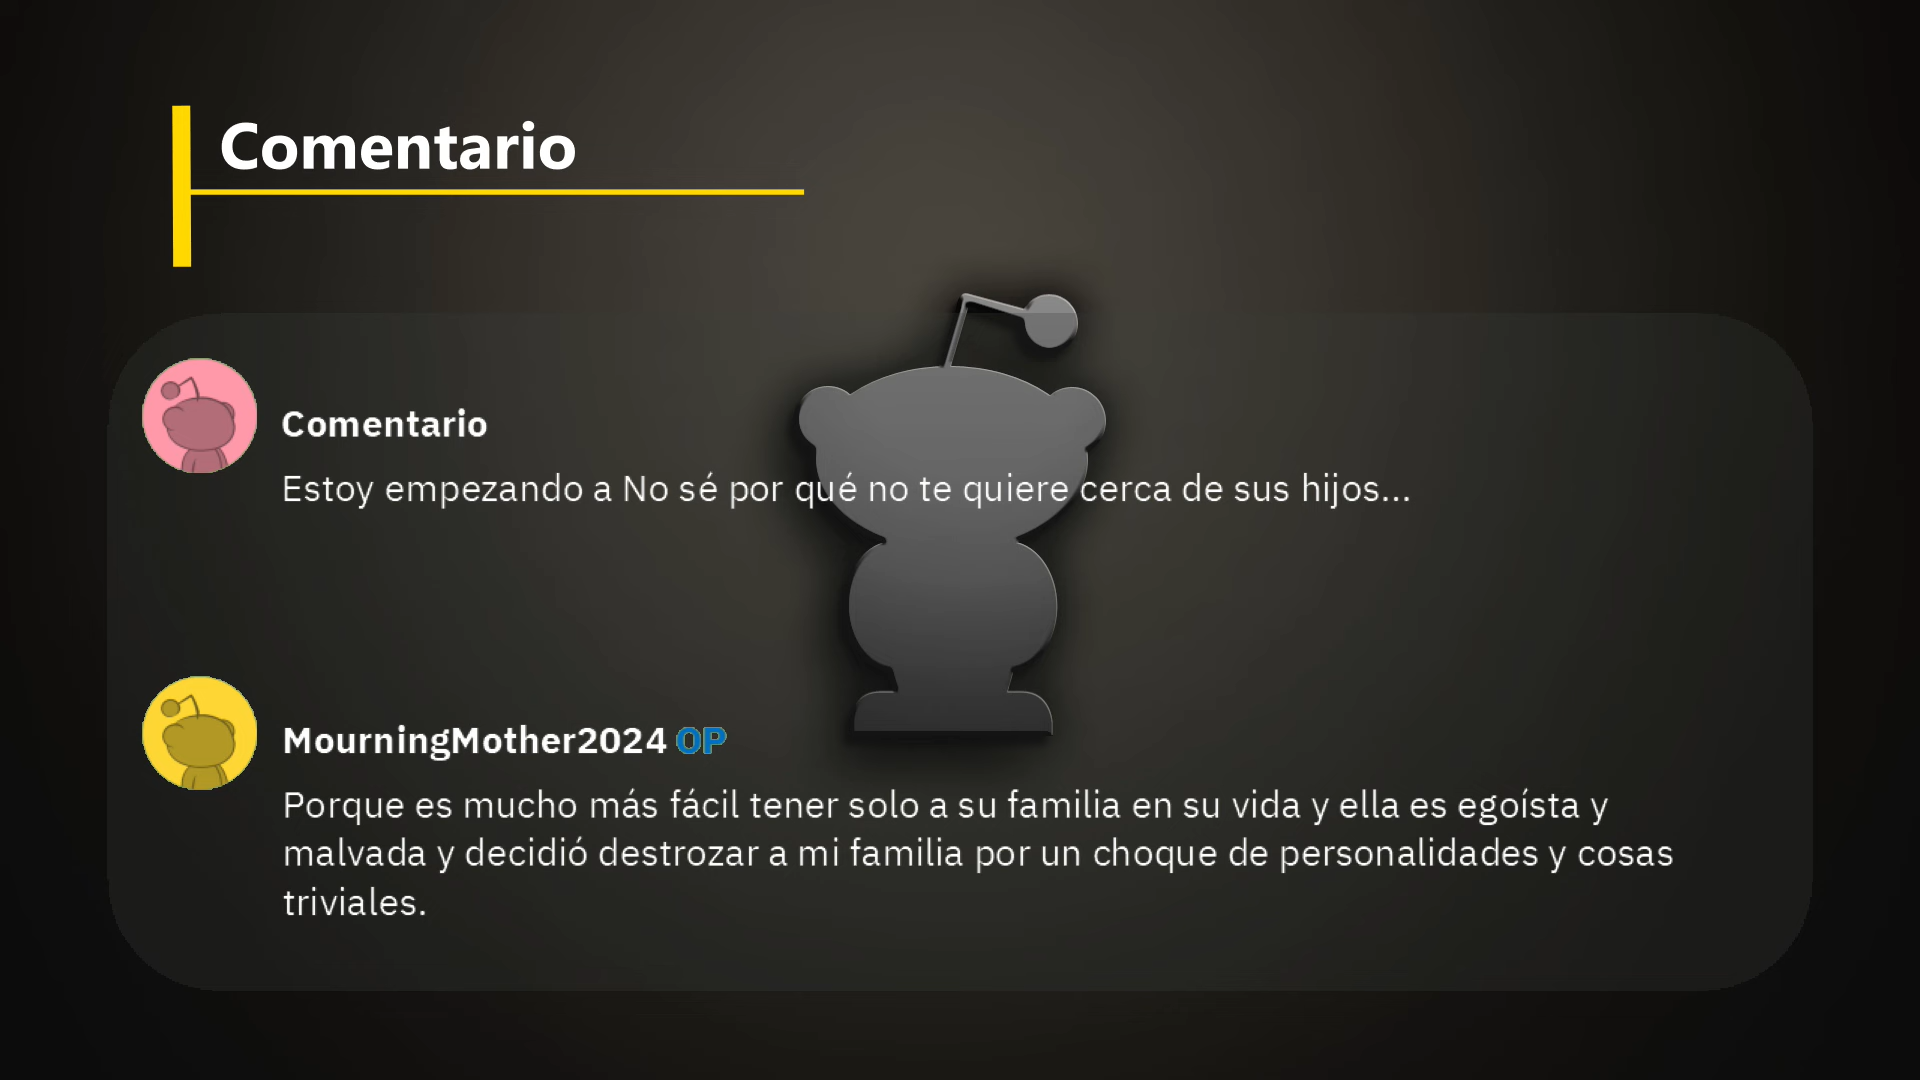 Comentario
Comentario
Estoy empezando a No sé por qué no te quiere cerca de sus hijos...
MourningMother2024 OP
Porque es mucho más fácil tener solo a su familia en su vida y ella es egoísta y
malvada y decidió destrozar a mi familia por un choque de personalidades y cosas
triviales.